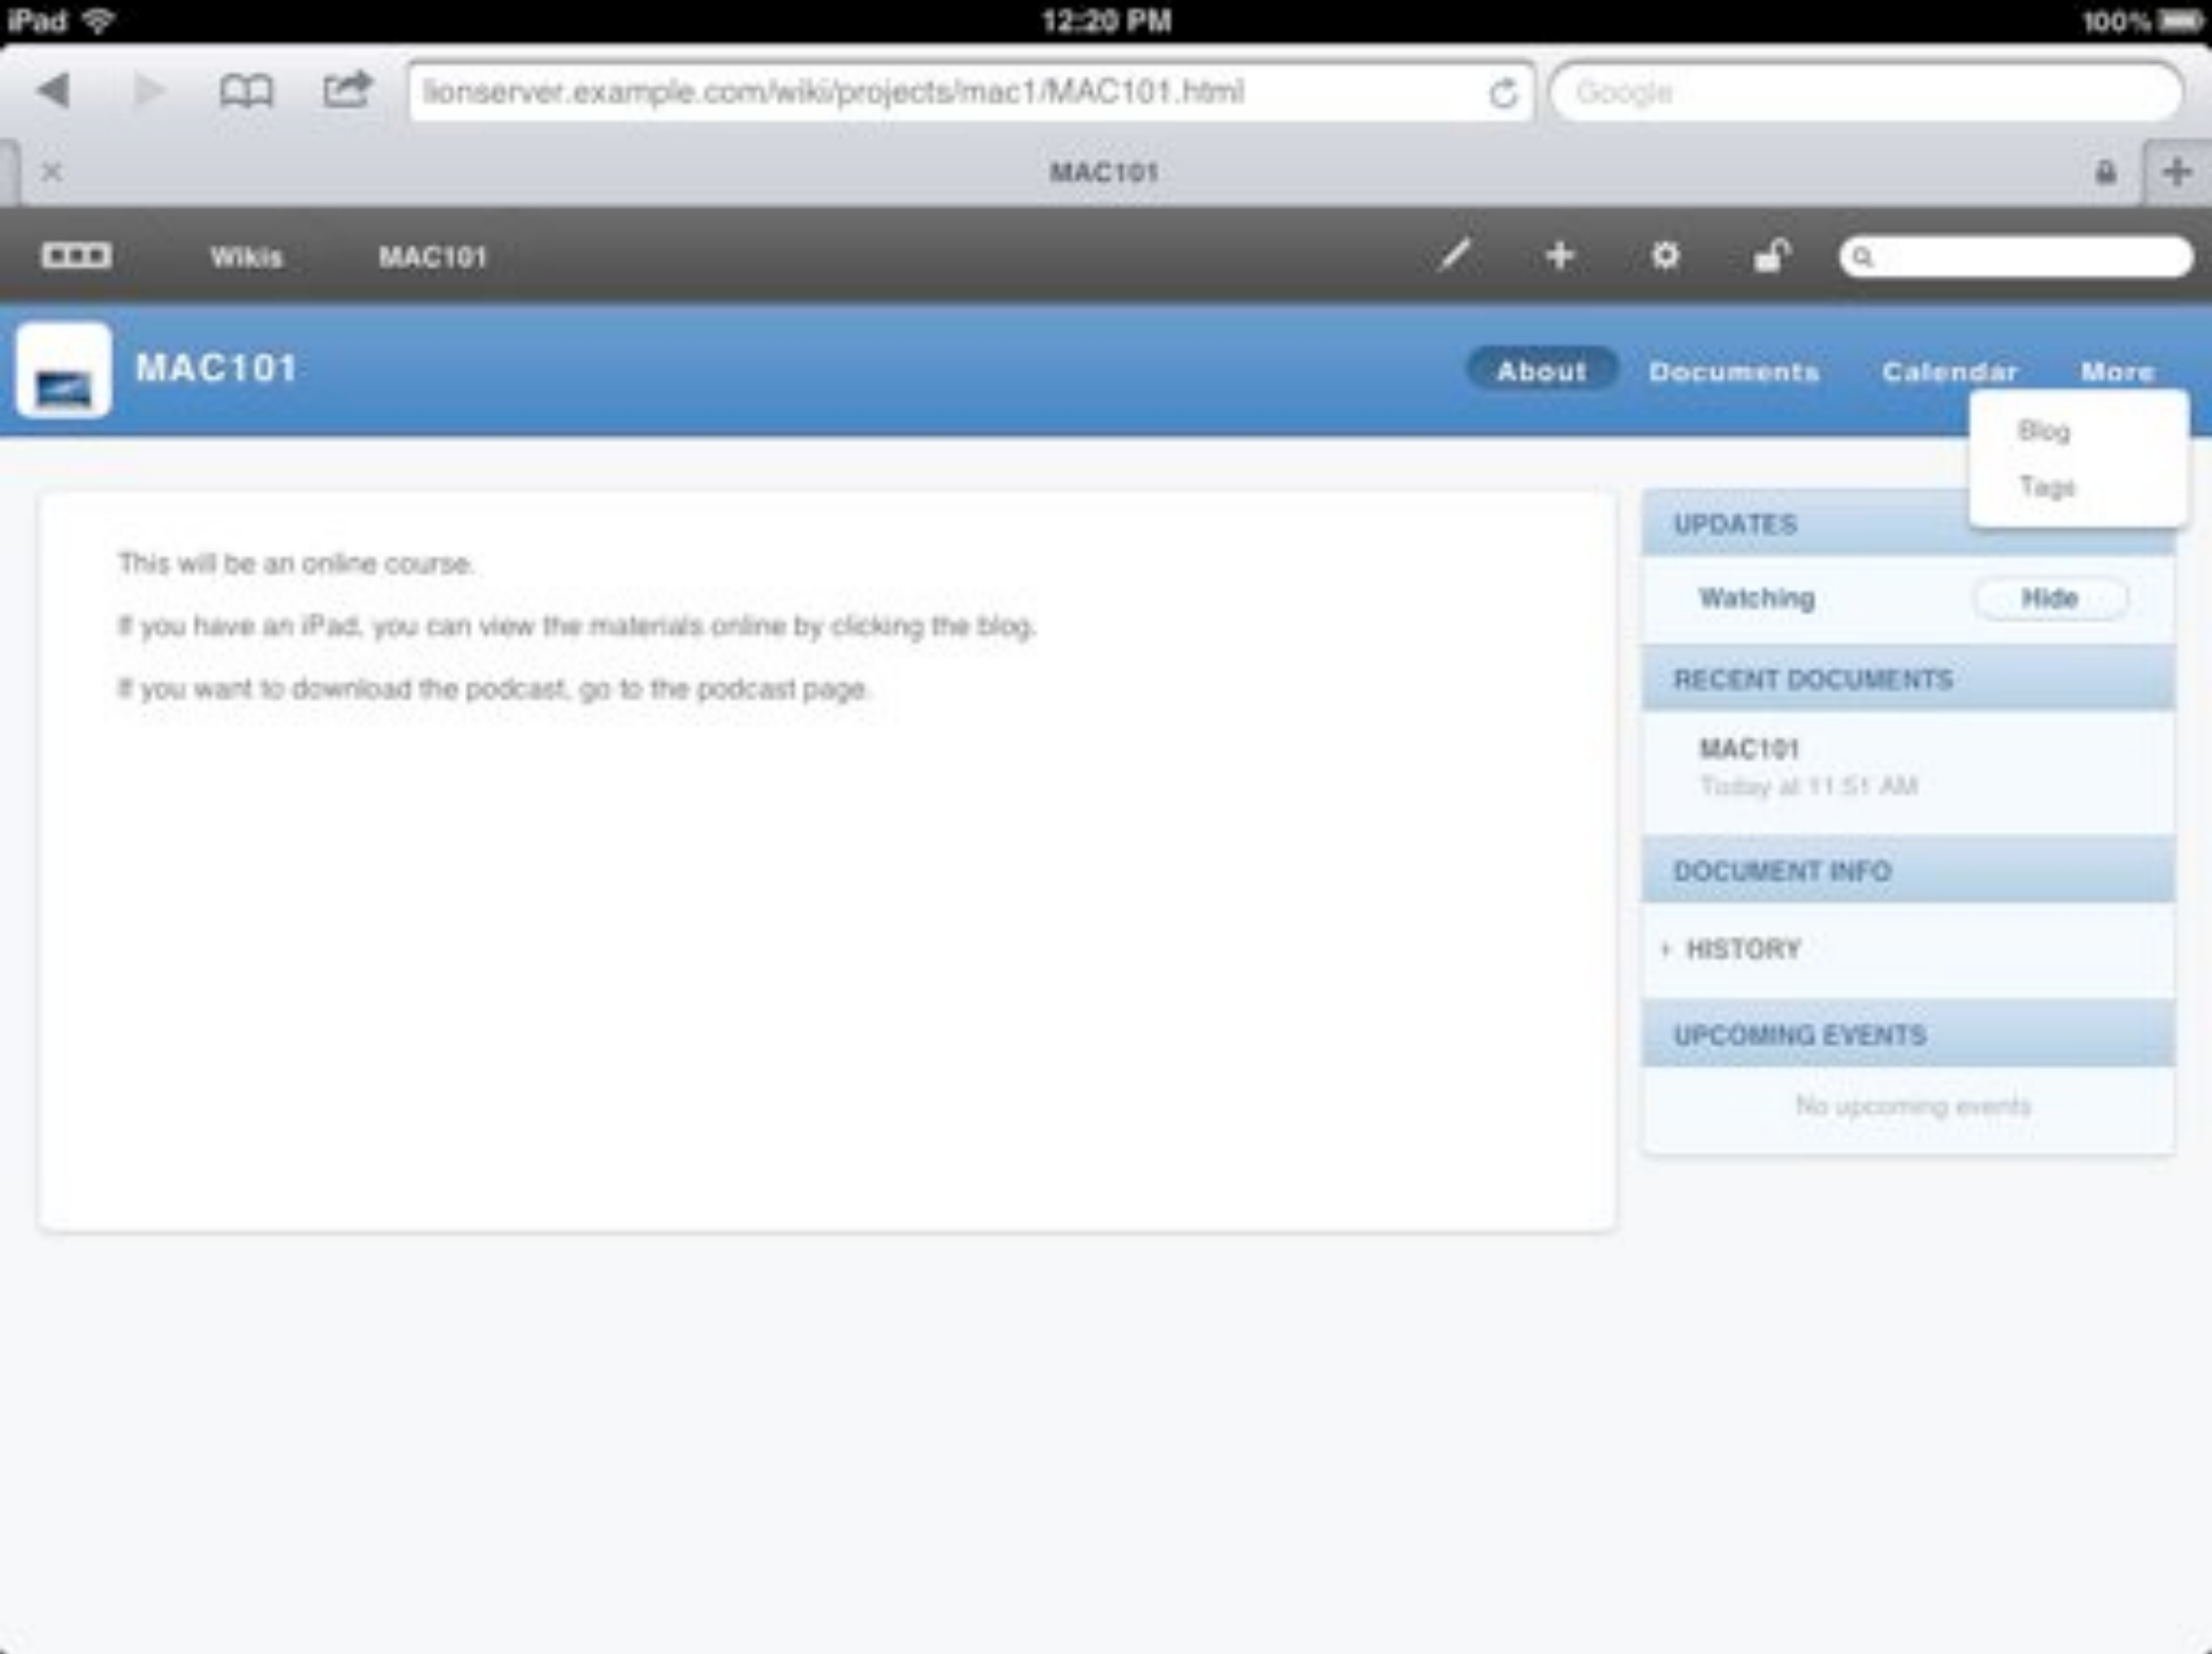 iPad 12:20 PM 100%
lionserver.example.com/wiki/projects/mac1/MAC101.html Google
MAC101
Wikis MAC101
MAC101 About Documents Calendar More
Blog
Tags
This will be an online course.
If you have an iPad, you can view the materials online by clicking the blog.
If you want to download the podcast, go to the podcast page.
UPDATES
Watching Hide
RECENT DOCUMENTS
MAC101
Today at 11:51 AM
DOCUMENT INFO
HISTORY
UPCOMING EVENTS
No upcoming events